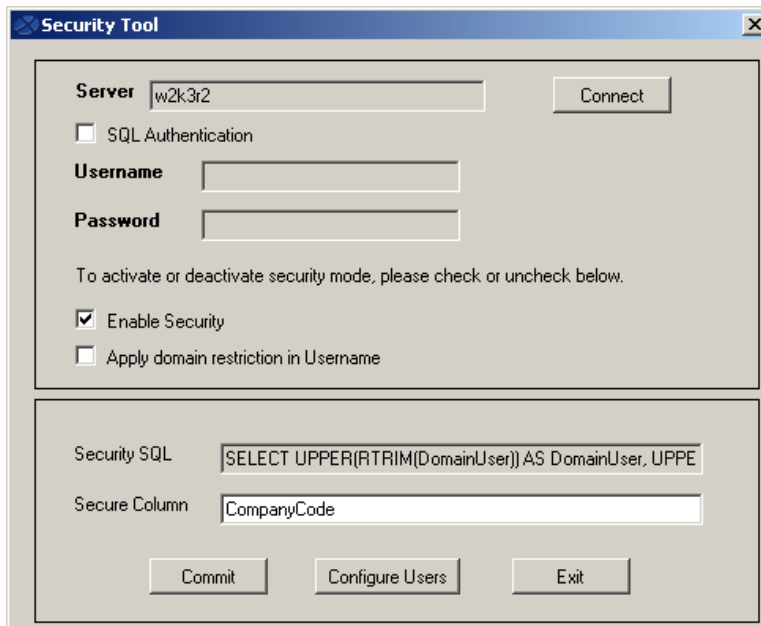 Security Tool
Server w2k3r2 Connect
SQL Authentication
Username
Password
To activate or deactivate security mode, please check or uncheck below.
Enable Security
Apply domain restriction in Username
Security SQL SELECT UPPER(RTRIM(DomainUser)) AS DomainUser, UPPE
Secure Column CompanyCode
Commit Configure Users Exit